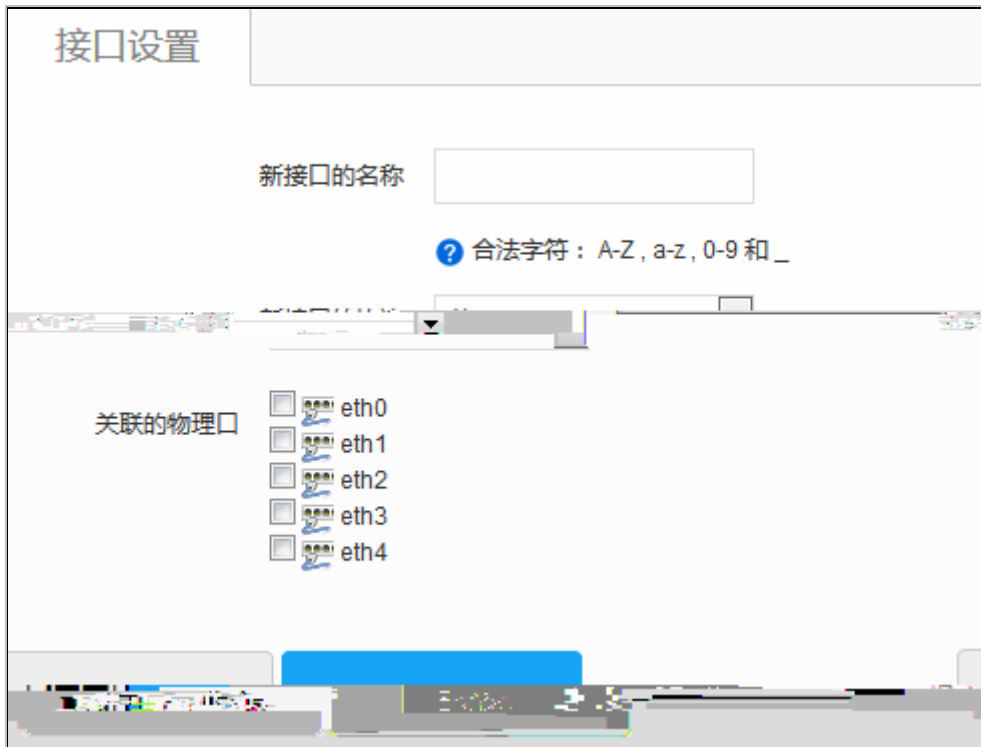 接口设置
新接口的名称
合法字符： A-Z , a-z , 0-9 和 _
关联的物理口
eth0
eth1
eth2
eth3
eth4